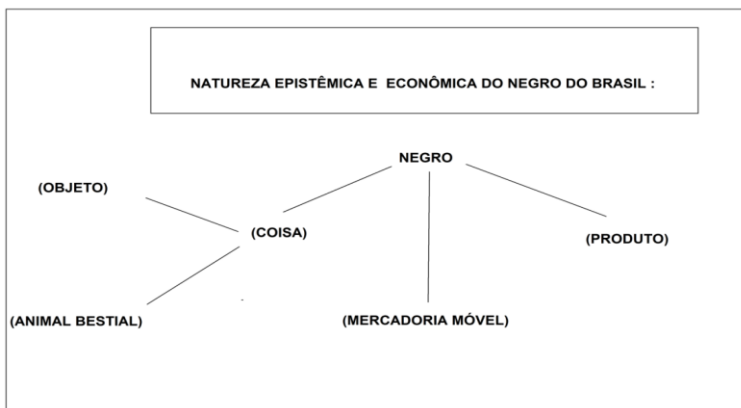 NATUREZA EPISTÊMICA E ECONÔMICA DO NEGRO DO BRASIL :
NEGRO
(OBJETO)
(COISA)
(PRODUTO)
(ANIMAL BESTIAL)
(MERCADORIA MÓVEL)